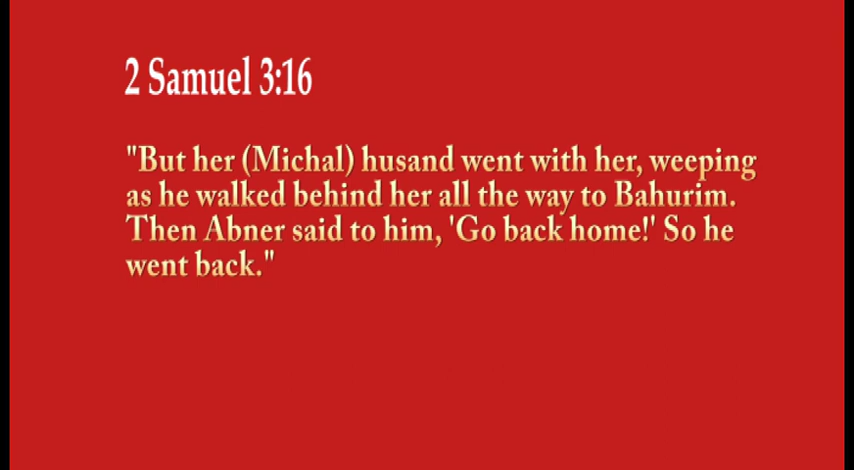 2 Samuel 3:16
"But her (Michal) husand went with her, weeping
as he walked behind her all the way to Bahurim.
Then Abner said to him, 'Go back home!' So he
went back."